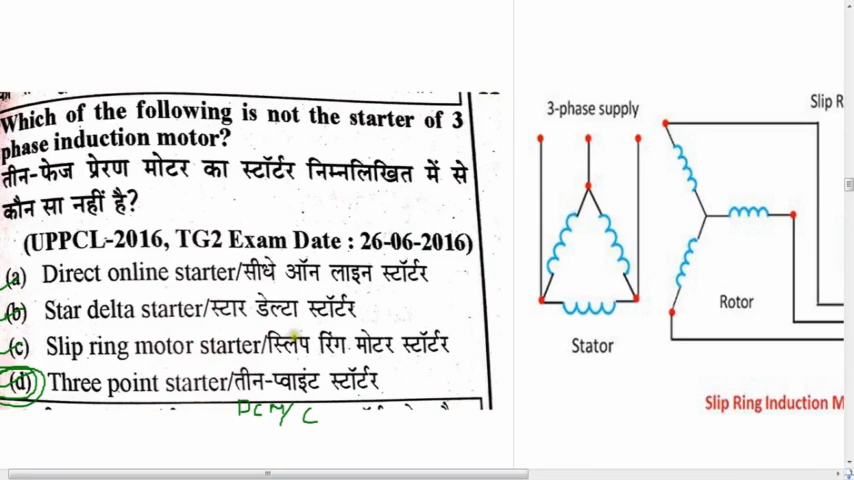 Which of the following is not the starter of 3
phase induction motor?
तीन-फेज प्रेरण मोटर का स्टॉर्टर निम्नलिखित में से
कौन सा नहीं है?
(UPPCL-2016, TG2 Exam Date : 26-06-2016)
(a) Direct online starter/सीधे ऑन लाइन स्टॉर्टर
(b) Star delta starter/स्टार डेल्टा स्टॉर्टर
(c) Slip ring motor starter/स्लिप रिंग मोटर स्टॉर्टर
(d) Three point starter/तीन-प्वाइंट स्टॉर्टर
DC M/C
3-phase supply
Slip R
Rotor
Stator
Slip Ring Induction M